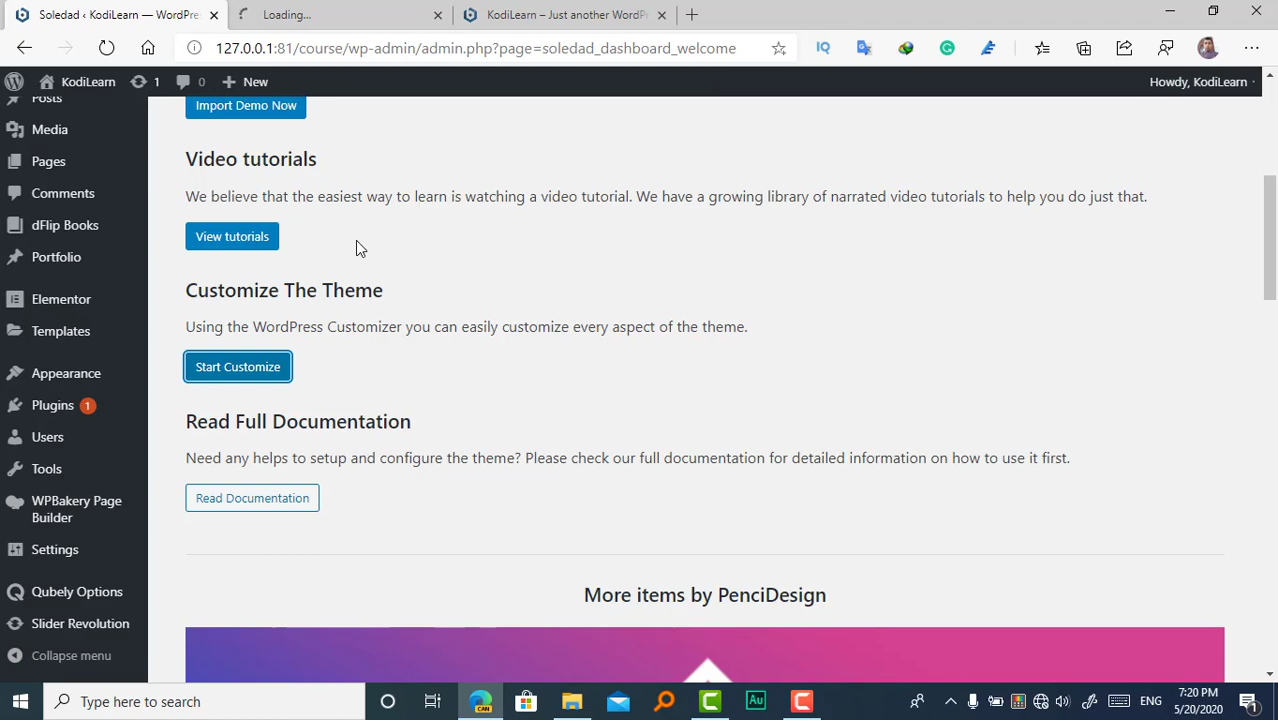 Soledad ‹ KodiLearn — WordPres
Loading...
KodiLearn – Just another WordPr
127.0.0.1:81/course/wp-admin/admin.php?page=soledad_dashboard_welcome
KodiLearn
1
0
New
Howdy, KodiLearn
Posts
Media
Pages
Comments
dFlip Books
Portfolio
Elementor
Templates
Appearance
Plugins 1
Users
Tools
WPBakery Page
Builder
Settings
Qubely Options
Slider Revolution
Collapse menu
Import Demo Now
Video tutorials
We believe that the easiest way to learn is watching a video tutorial. We have a growing library of narrated video tutorials to help you do just that.
View tutorials
Customize The Theme
Using the WordPress Customizer you can easily customize every aspect of the theme.
Start Customize
Read Full Documentation
Need any helps to setup and configure the theme? Please check our full documentation for detailed information on how to use it first.
Read Documentation
More items by PenciDesign
Type here to search
CAN
Au
ENG
7:20 PM
5/20/2020
1